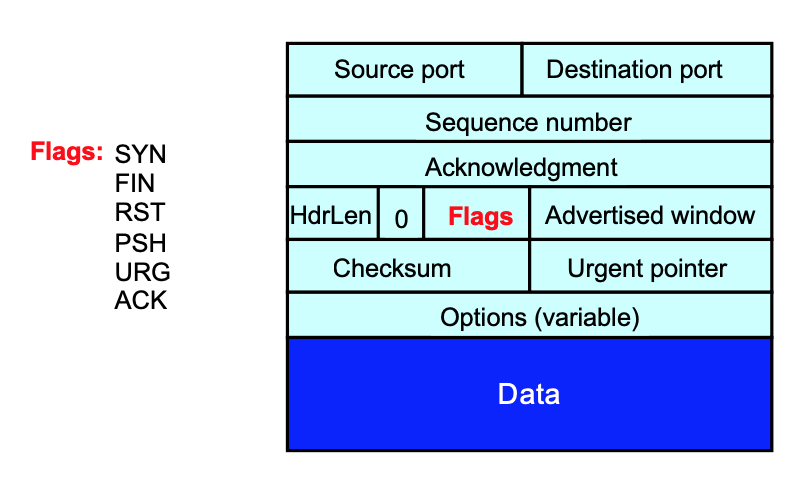 Source port Destination port
Sequence number
Flags: SYN
FIN
RST
PSH
URG
ACK
Acknowledgment
HdrLen 0 Flags Advertised window
Checksum Urgent pointer
Options (variable)
Data